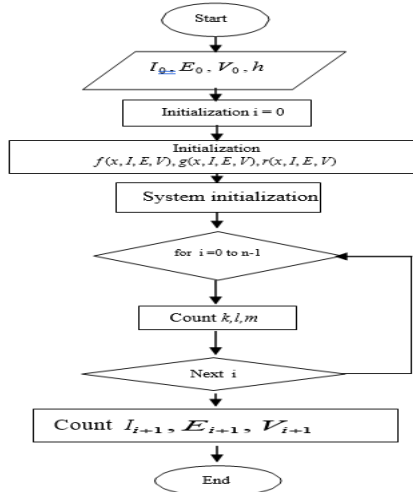 Start
I₀, E₀, V₀, h
Initialization i = 0
Initialization
f(x, I, E, V), g(x, I, E, V), r(x, I, E, V)
System initialization
for i=0 to n-1
Count k,l,m
Next i
Count Iᵢ₊₁, Eᵢ₊₁, Vᵢ₊₁
End